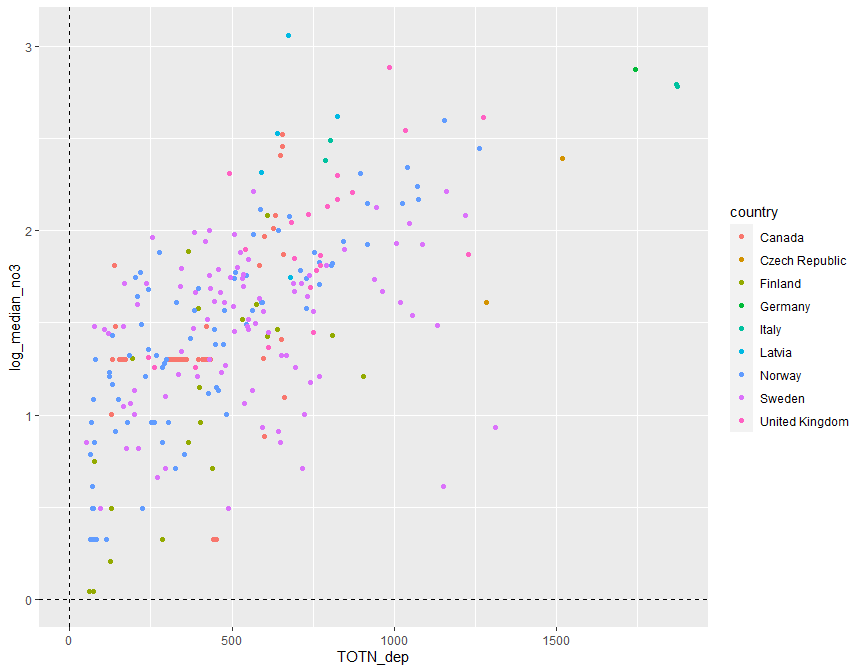 3
2
1
0
log_median_no3
0
500
1000
1500
TOTN_dep
country
Canada
Czech Republic
Finland
Germany
Italy
Latvia
Norway
Sweden
United Kingdom